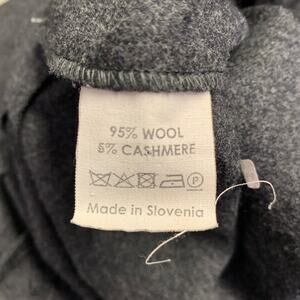 95% WOOL
5% CASHMERE
P
Made in Slovenia